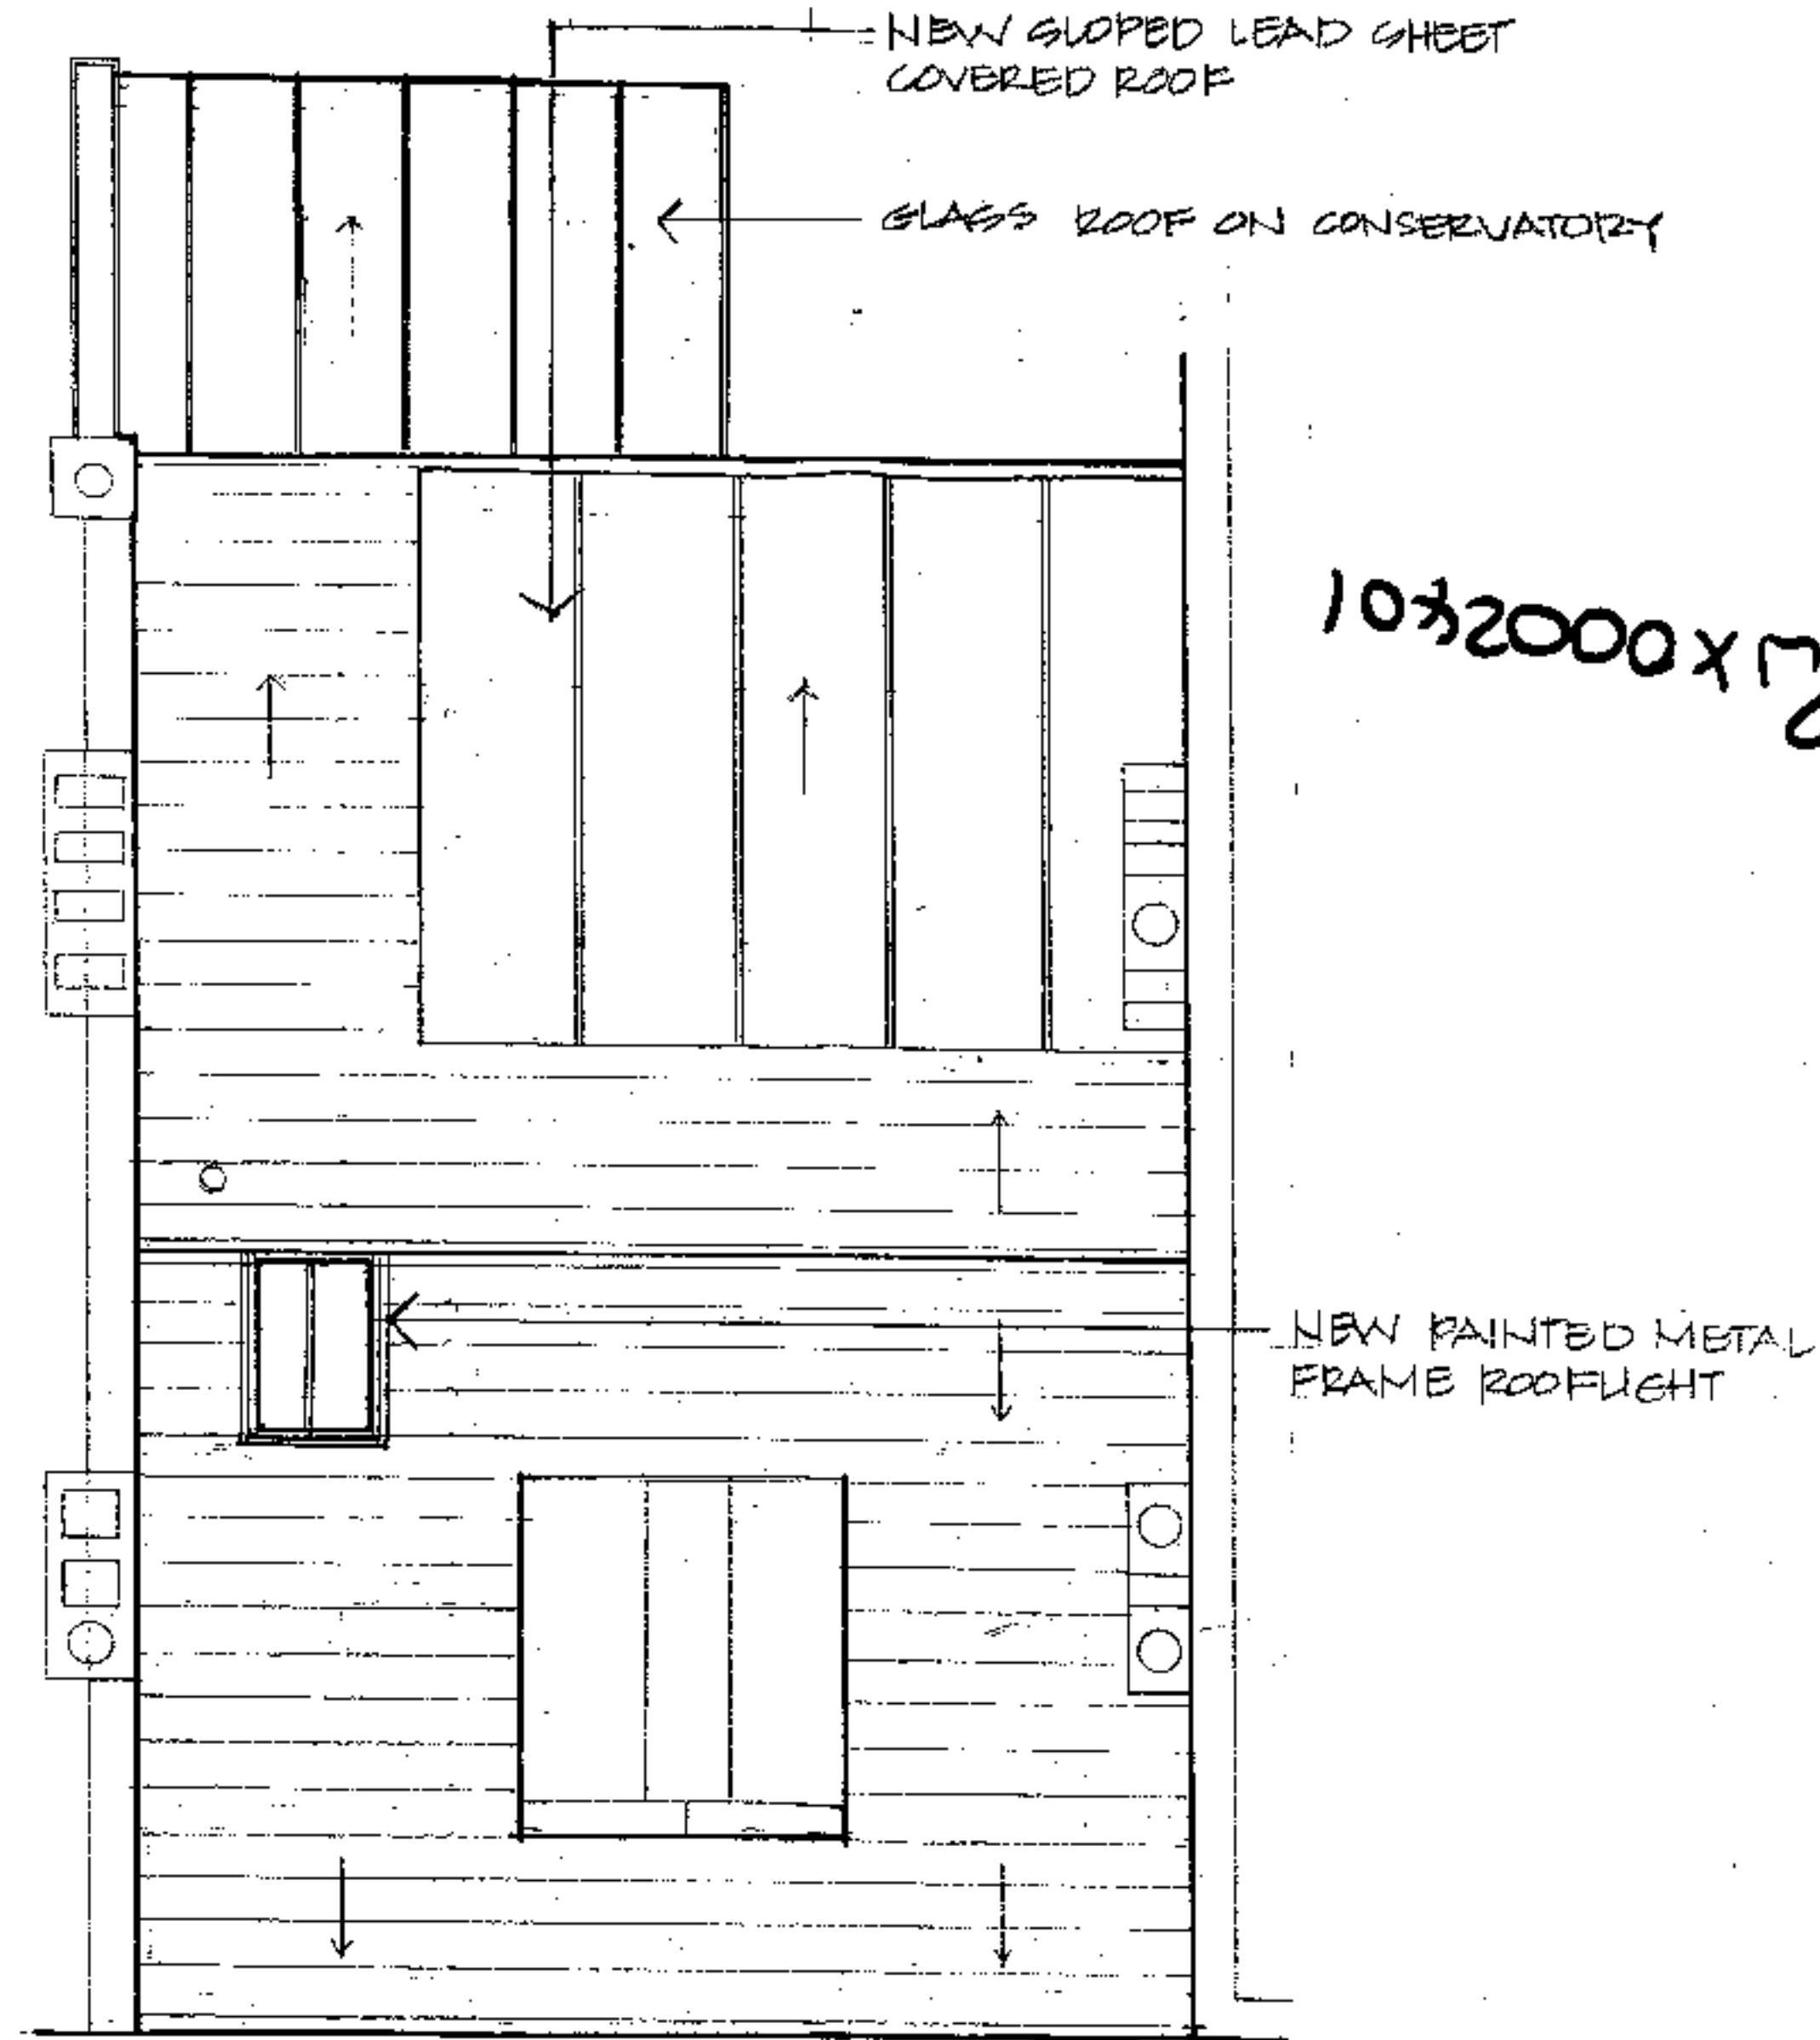 NEW SLOPED LEAD SHEET
COVERED ROOF
GLASS ROOF ON CONSERVATORY
NEW PAINTED METAL
FRAME ROOFLIGHT